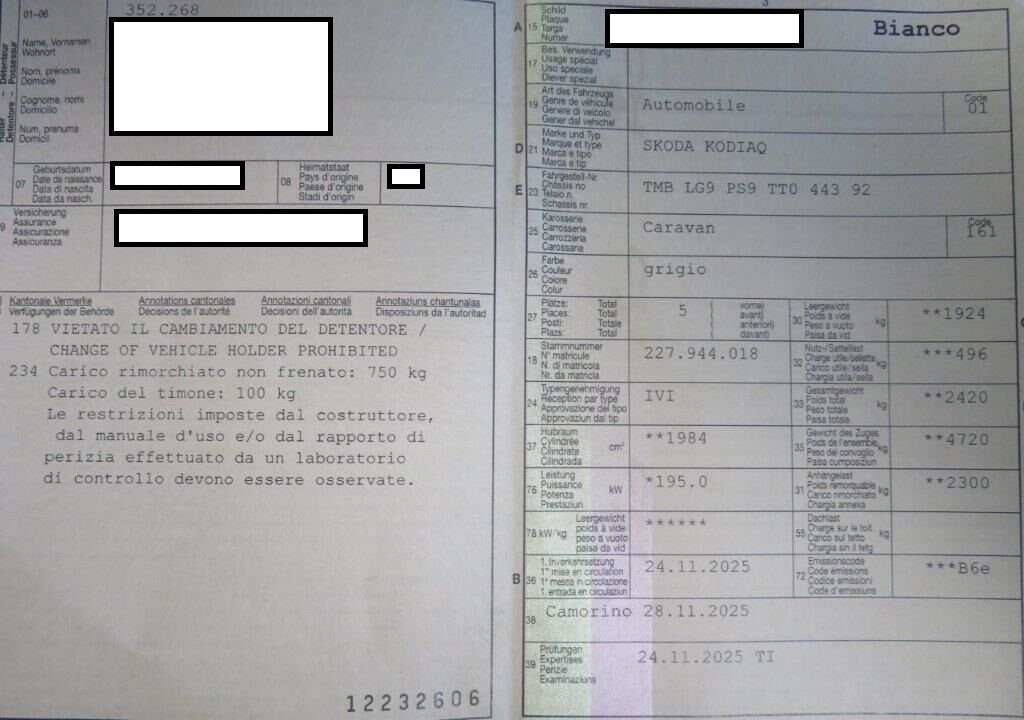 01-06
352.268
Halter - Détenteur
Detentore - Possessur
Name, Vornamen
Wohnort
Nom, prénoms
Domicile
Cognome, nomi
Domicilio
Num, prenums
Domicil
07
Geburtsdatum
Date de naissance
Data di nascita
Data da nasch.
08
Heimatstaat
Pays d'origine
Paese d'origine
Stadi d'origin
9
Versicherung
Assurance
Assicurazione
Assicuranza
Kantonale Vermerke
Verfügungen der Behörde
Annotations cantonales
Décisions de l'autorité
Annotazioni cantonali
Decisioni dell'autorità
Annotaziuns chantunalas
Disposiziuns da l'autoritad
178 VIETATO IL CAMBIAMENTO DEL DETENTORE /
CHANGE OF VEHICLE HOLDER PROHIBITED
234 Carico rimorchiato non frenato: 750 kg
Carico del timone: 100 kg
Le restrizioni imposte dal costruttore,
dal manuale d'uso e/o dal rapporto di
perizia effettuato da un laboratorio
di controllo devono essere osservate.
12232606
3
A 15
Schild
Plaque
Targa
Numer
Bianco
17
Bes. Verwendung
Usage spécial
Uso speciale
Diever spezial
19
Art des Fahrzeugs
Genre de véhicule
Genere di veicolo
Gener dal vehichel
Automobile
Code
01
D 21
Marke und Typ
Marque et type
Marca e tipo
Marca e tip
SKODA KODIAQ
E 23
Fahrgestell-Nr.
Châssis no
Telaio n.
Schassis nr.
TMB LG9 PS9 TT0 443 92
25
Karosserie
Carrosserie
Carrozzeria
Carossaria
Caravan
Code
161
26
Farbe
Couleur
Colore
Colur
grigio
27
Plätze: Total
Places: Total
Posti: Totale
Plazs: Total
5
( vorne)
( avant)
( anteriori)
( davant)
30
Leergewicht
Poids à vide
Peso a vuoto
Paisa da vid
kg
**1924
18
Stammnummer
N° matricule
N. di matricola
Nr. da matricla
227.944.018
32
Nutz-/Sattellast
Charge utile/sellette
Carico utile/sella
Chargia utila/sella
kg
***496
24
Typengenehmigung
Réception par type
Approvazione del tipo
Approvaziun dal tip
IVI
33
Gesamtgewicht
Poids total
Peso totale
Paisa totala
kg
**2420
37
Hubraum
Cylindrée
Cilindrata
Cilindrada
cm³
**1984
35
Gewicht des Zuges
Poids de l'ensemble
Peso del convoglio
Paisa cumposiziun
kg
**4720
76
Leistung
Puissance
Potenza
Prestaziun
kW
*195.0
31
Anhängelast
Poids remorquable
Carico rimorchiato
Chargia annexa
kg
**2300
78 kW/kg
Leergewicht
poids à vide
peso a vuoto
paisa da vid
******
55
Dachlast
Charge sur le toit
Carico sul tetto
Chargia sin il tetg
kg
B 36
1. Inverkehrsetzung
1re mise en circulation
1a messa in circolazione
1. entrada en circulaziun
24.11.2025
72
Emissionscode
Code émissions
Codice emissioni
Code d'emissiuns
***B6e
38
Camorino 28.11.2025
39
Prüfungen
Expertises
Perizie
Examinaziuns
24.11.2025 TI